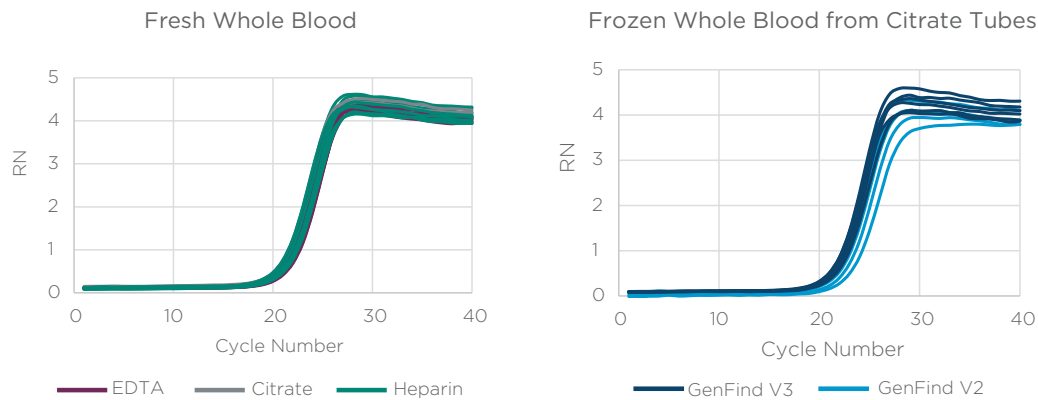 Fresh Whole Blood
5
4
3
2
1
0
RN
0
10
20
30
40
Cycle Number
EDTA
Citrate
Heparin
Frozen Whole Blood from Citrate Tubes
5
4
3
2
1
0
RN
0
10
20
30
40
Cycle Number
GenFind V3
GenFind V2